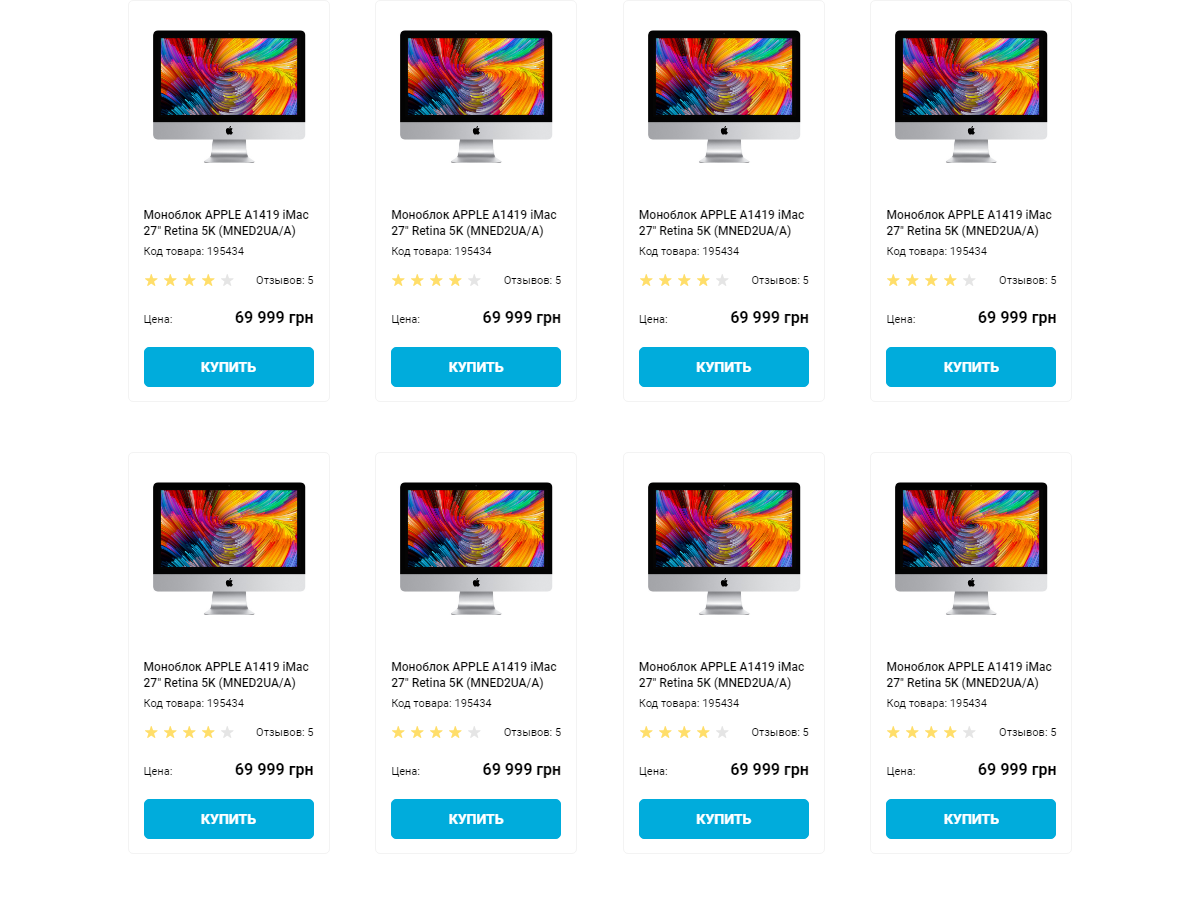 Моноблок APPLE A1419 iMac
27" Retina 5K (MNED2UA/A)
Код товара: 195434
Отзывов: 5
Цена: 69 999 грн
КУПИТЬ
Моноблок APPLE A1419 iMac
27" Retina 5K (MNED2UA/A)
Код товара: 195434
Отзывов: 5
Цена: 69 999 грн
КУПИТЬ
Моноблок APPLE A1419 iMac
27" Retina 5K (MNED2UA/A)
Код товара: 195434
Отзывов: 5
Цена: 69 999 грн
КУПИТЬ
Моноблок APPLE A1419 iMac
27" Retina 5K (MNED2UA/A)
Код товара: 195434
Отзывов: 5
Цена: 69 999 грн
КУПИТЬ
Моноблок APPLE A1419 iMac
27" Retina 5K (MNED2UA/A)
Код товара: 195434
Отзывов: 5
Цена: 69 999 грн
КУПИТЬ
Моноблок APPLE A1419 iMac
27" Retina 5K (MNED2UA/A)
Код товара: 195434
Отзывов: 5
Цена: 69 999 грн
КУПИТЬ
Моноблок APPLE A1419 iMac
27" Retina 5K (MNED2UA/A)
Код товара: 195434
Отзывов: 5
Цена: 69 999 грн
КУПИТЬ
Моноблок APPLE A1419 iMac
27" Retina 5K (MNED2UA/A)
Код товара: 195434
Отзывов: 5
Цена: 69 999 грн
КУПИТЬ